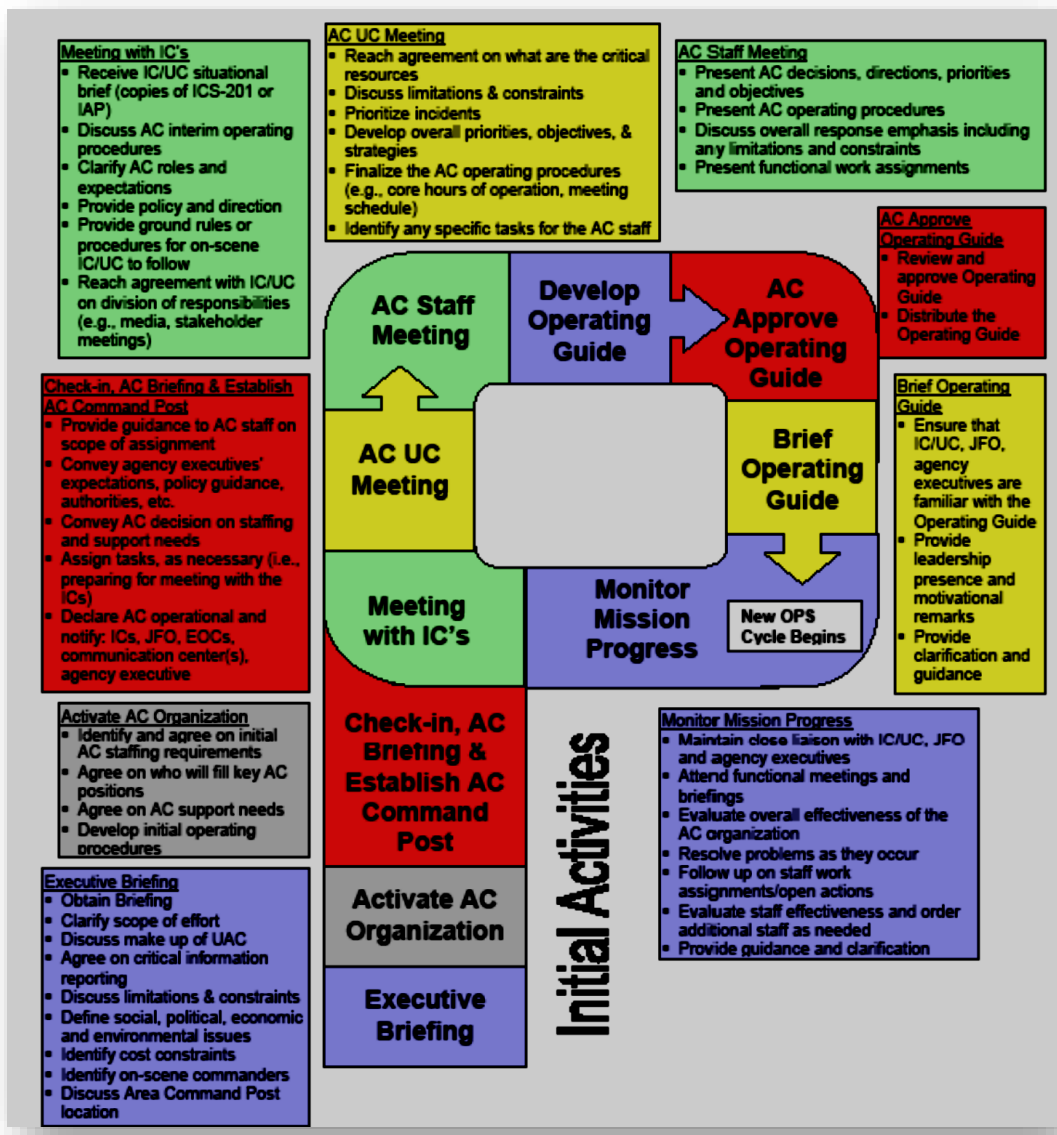 Meeting with IC's
▪ Receive IC/UC situational
brief (copies of ICS-201 or
IAP)
▪ Discuss AC interim operating
procedures
▪ Clarify AC roles and
expectations
▪ Provide policy and direction
▪ Provide ground rules or
procedures for on-scene
IC/UC to follow
▪ Reach agreement with IC/UC
on division of responsibilities
(e.g., media, stakeholder
meetings)
AC UC Meeting
▪ Reach agreement on what are the critical
resources
▪ Discuss limitations & constraints
▪ Prioritize incidents
▪ Develop overall priorities, objectives, &
strategies
▪ Finalize the AC operating procedures
(e.g., core hours of operation, meeting
schedule)
▪ Identify any specific tasks for the AC staff
AC Staff Meeting
▪ Present AC decisions, directions, priorities
and objectives
▪ Present AC operating procedures
▪ Discuss overall response emphasis including
any limitations and constraints
▪ Present functional work assignments
AC Approve
Operating Guide
▪ Review and
approve Operating
Guide
▪ Distribute the
Operating Guide
Check-in, AC Briefing & Establish
AC Command Post
▪ Provide guidance to AC staff on
scope of assignment
▪ Convey agency executives'
expectations, policy guidance,
authorities, etc.
▪ Convey AC decision on staffing
and support needs
▪ Assign tasks, as necessary (i.e.,
preparing for meeting with the
ICs)
▪ Declare AC operational and
notify: ICs, JFO, EOCs,
communication center(s),
agency executive
Brief Operating
Guide
▪ Ensure that
IC/UC, JFO,
agency
executives are
familiar with the
Operating Guide
▪ Provide
leadership
presence and
motivational
remarks
▪ Provide
clarification and
guidance
Activate AC Organization
▪ Identify and agree on initial
AC staffing requirements
▪ Agree on who will fill key AC
positions
▪ Agree on AC support needs
▪ Develop initial operating
procedures
Executive Briefing
▪ Obtain Briefing
▪ Clarify scope of effort
▪ Discuss make up of UAC
▪ Agree on critical information
reporting
▪ Discuss limitations & constraints
▪ Define social, political, economic
and environmental issues
▪ Identify cost constraints
▪ Identify on-scene commanders
▪ Discuss Area Command Post
location
Monitor Mission Progress
▪ Maintain close liaison with IC/UC, JFO
and agency executives
▪ Attend functional meetings and
briefings
▪ Evaluate overall effectiveness of the
AC organization
▪ Resolve problems as they occur
▪ Follow up on staff work
assignments/open actions
▪ Evaluate staff effectiveness and order
additional staff as needed
▪ Provide guidance and clarification
AC Staff
Meeting
Develop
Operating
Guide
AC
Approve
Operating
Guide
AC UC
Meeting
Brief
Operating
Guide
Meeting
with IC's
Monitor
Mission
Progress
New OPS
Cycle Begins
Check-in, AC
Briefing &
Establish AC
Command
Post
Activate AC
Organization
Executive
Briefing
Initial Activities